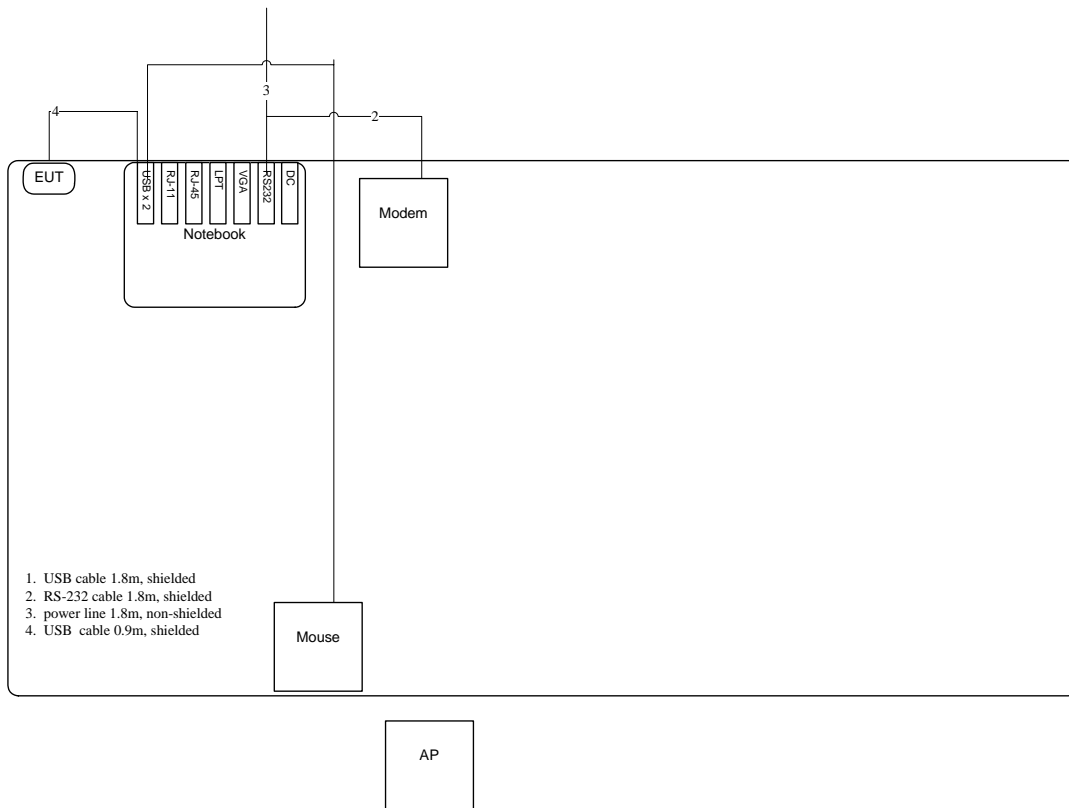 3
4
2
EUT
USB x 2
RJ-11
RJ-45
LPT
VGA
RS232
DC
Notebook
Modem
1. USB cable 1.8m, shielded
2. RS-232 cable 1.8m, shielded
3. power line 1.8m, non-shielded
4. USB cable 0.9m, shielded
Mouse
AP